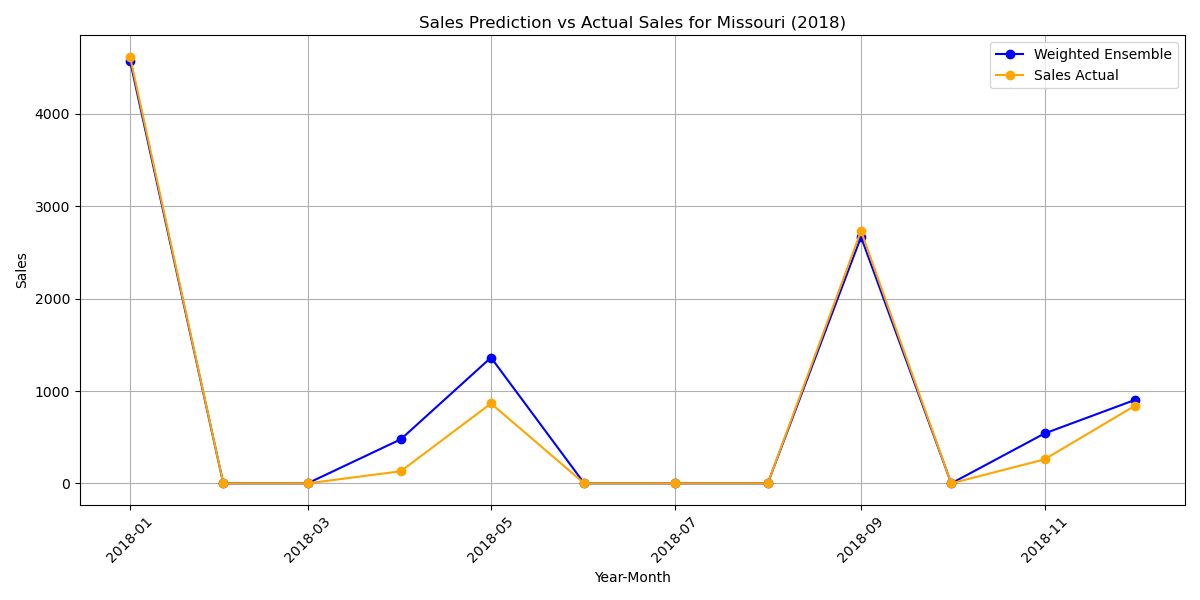 Sales Prediction vs Actual Sales for Missouri (2018)
Weighted Ensemble
Sales Actual
Sales
4000
3000
2000
1000
0
2018-01
2018-03
2018-05
2018-07
2018-09
2018-11
Year-Month